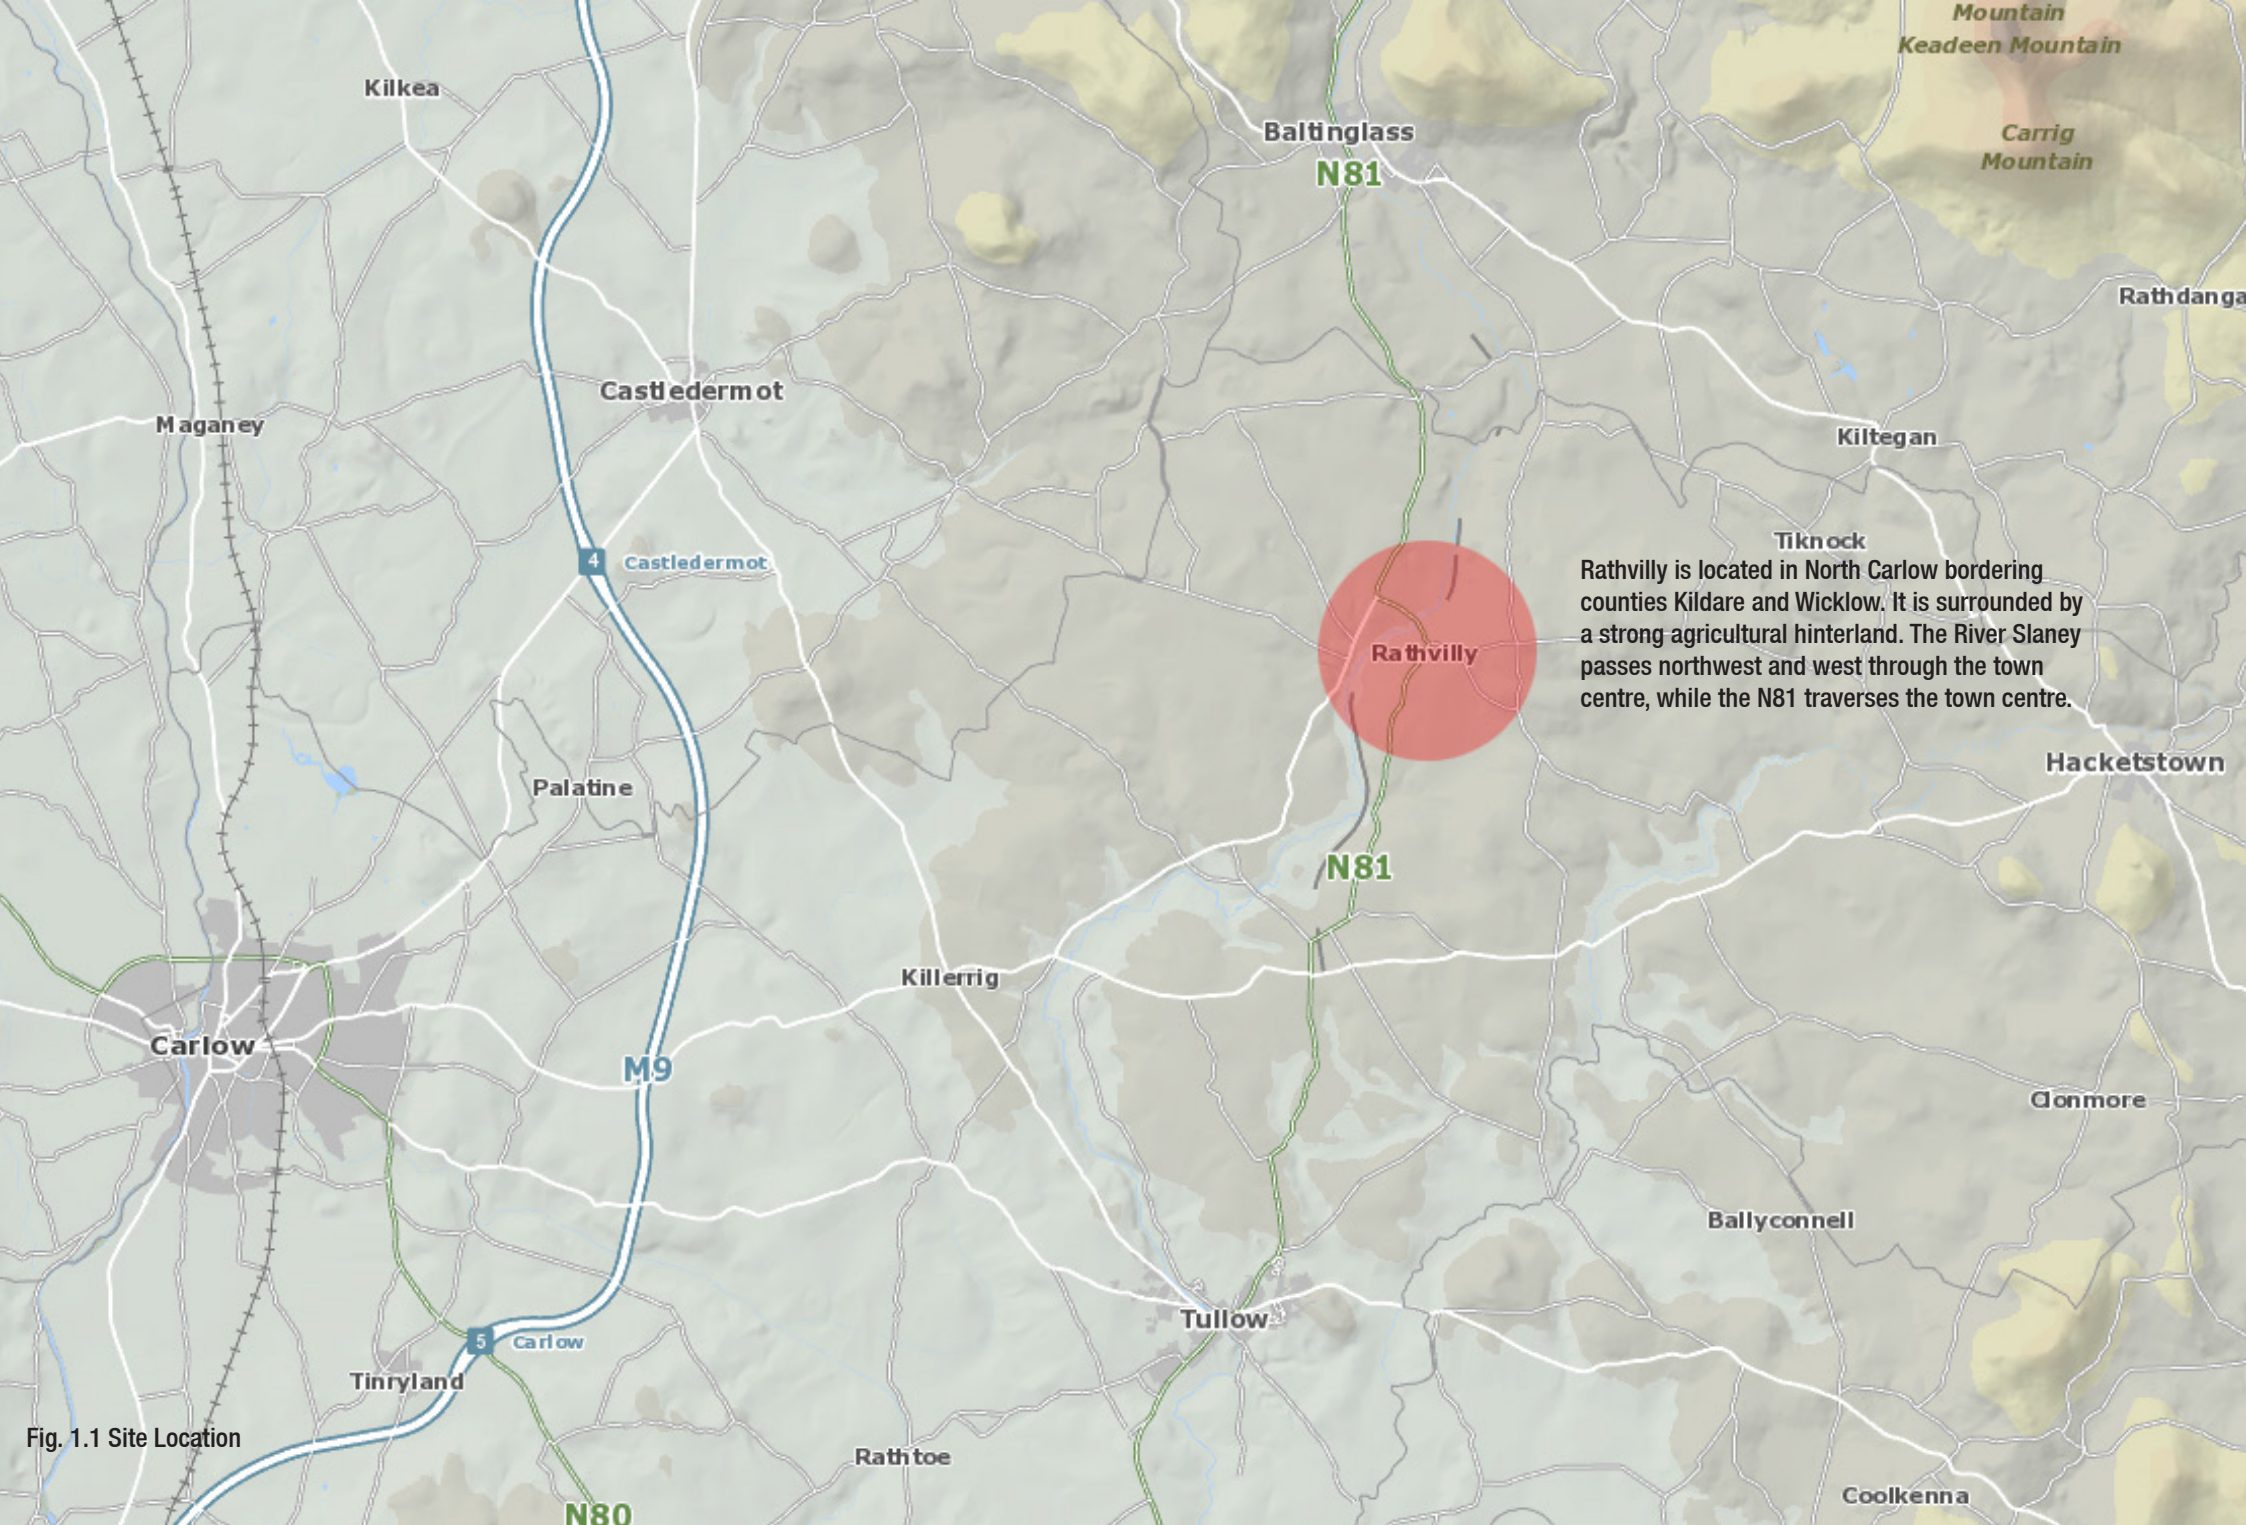 Mountain
Keadeen Mountain
Kilkea
Baltinglass
N81
Carrig
Mountain
Rathdanga
Castledermot
Maganey
Kiltegan
Tiknock
4
Castledermot
Rathvilly is located in North Carlow bordering
counties Kildare and Wicklow. It is surrounded by
a strong agricultural hinterland. The River Slaney
passes northwest and west through the town
centre, while the N81 traverses the town centre.
Rathvilly
Hacketstown
Palatine
N81
Killerrig
Carlow
M9
Clonmore
Ballyconnell
Tullow
5
Carlow
Tinryland
Fig. 1.1 Site Location
Rathtoe
Coolkenna
N80